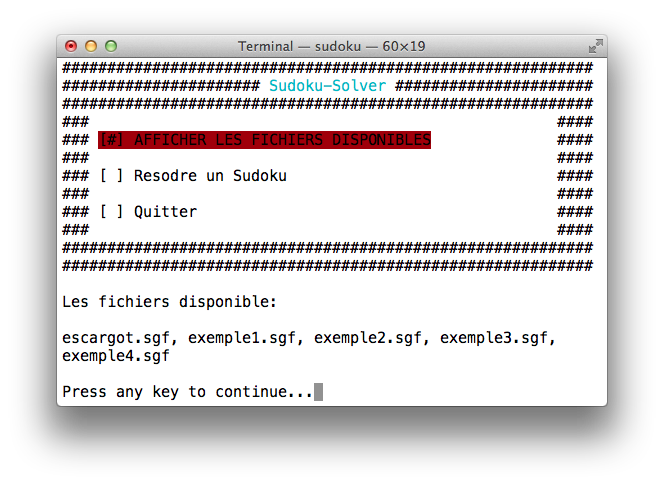 Terminal — sudoku — 60×19
###########################################################
###################### Sudoku-Solver ######################
###########################################################
###                                                    ####
### [#] AFFICHER LES FICHIERS DISPONIBLES              ####
###                                                    ####
### [ ] Resodre un Sudoku                              ####
###                                                    ####
### [ ] Quitter                                        ####
###                                                    ####
###########################################################
###########################################################
Les fichiers disponible:
escargot.sgf, exemple1.sgf, exemple2.sgf, exemple3.sgf,
exemple4.sgf
Press any key to continue...